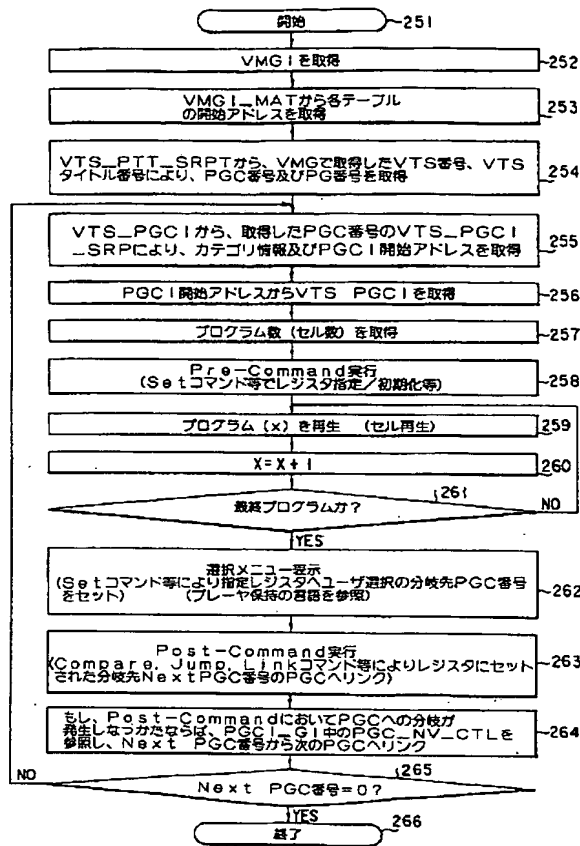 開始
251
VMGIを取得
252
VMGI_MATから各テーブル
の開始アドレスを取得
253
VTS_PTT_SRPTから、VMGで取得したVTS番号、VTS
タイトル番号により、PGC番号及びPG番号を取得
254
VTS_PGCIから、取得したPGC番号のVTS_PGCI
_SRPにより、カテゴリ情報及びPGCI開始アドレスを取得
255
PGCI開始アドレスからVTS PGCIを取得
256
プログラム数(セル数)を取得
257
Pre-Command実行
(Setコマンド等でレジスタ指定/初期化等)
258
プログラム(x)を再生 (セル再生)
259
X=X+1
260
最終プログラムか?
261
NO
YES
選択メニュー表示
(Setコマンド等により指定レジスタへユーザ選択の分岐先PGC番号
をセット) (プレーヤ保持の言語を参照)
262
Post-Command実行
(Compare, Jump, Linkコマンド等によりレジスタにセット
された分岐先NextPGC番号のPGCへリンク)
263
もし、Post-CommandにおいてPGCへの分岐が
発生しなっかたならば、PGCI_GI中のPGC_NV_CTLを
参照し、Next PGC番号から次のPGCへリンク
264
NO
265
Next PGC番号=0?
YES
終了
266